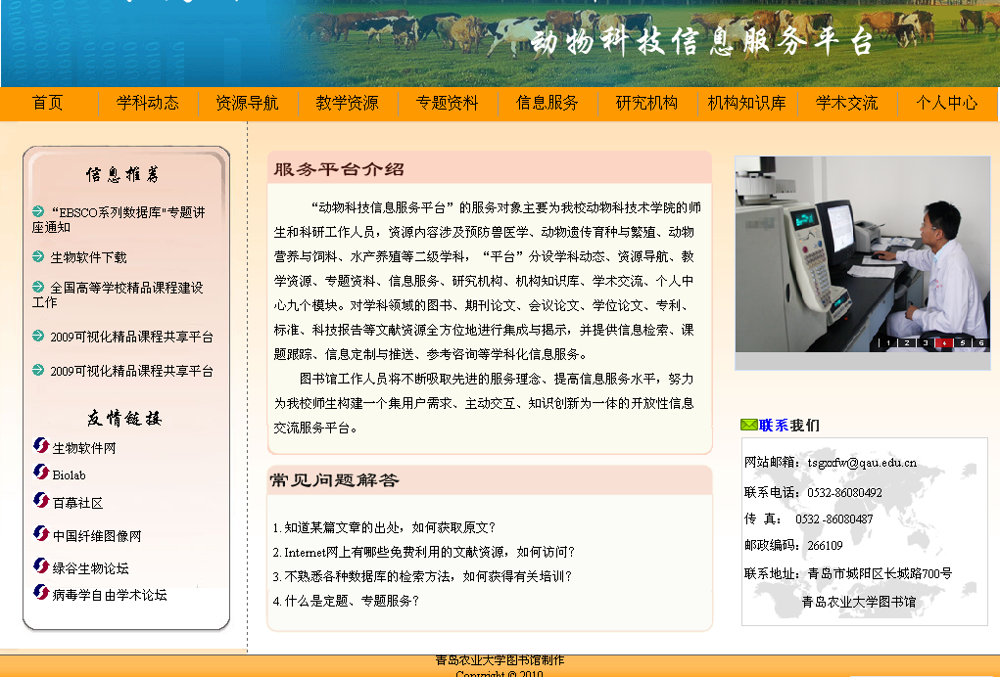 动物科技信息服务平台
首页 学科动态 资源导航 教学资源 专题资料 信息服务 研究机构 机构知识库 学术交流 个人中心
信息推荐
“EBSCO系列数据库"专题讲
座通知
生物软件下载
全国高等学校精品课程建设
工作
2009可视化精品课程共享平台
2009可视化精品课程共享平台
友情链接
生物软件网
Biolab
百慕社区
中国纤维图像网
绿谷生物论坛
病毒学自由学术论坛
服务平台介绍
“动物科技信息服务平台”的服务对象主要为我校动物科技术学院的师
生和科研工作人员，资源内容涉及预防兽医学、动物遗传育种与繁殖、动物
营养与饲料、水产养殖等二级学科，“平台”分设学科动态、资源导航、教
学资源、专题资料、信息服务、研究机构、机构知识库、学术交流、个人中
心九个模块。对学科领域的图书、期刊论文、会议论文、学位论文、专利、
标准、科技报告等文献资源全方位地进行集成与揭示，并提供信息检索、课
题跟踪、信息定制与推送、参考咨询等学科化信息服务。
图书馆工作人员将不断吸取先进的服务理念、提高信息服务水平，努力
为我校师生构建一个集用户需求、主动交互、知识创新为一体的开放性信息
交流服务平台。
常见问题解答
1. 知道某篇文章的出处，如何获取原文？
2. Internet网上有哪些免费利用的文献资源，如何访问？
3. 不熟悉各种数据库的检索方法，如何获得有关培训？
4. 什么是定题、专题服务？
1 2 3 4 5 6
联系我们
网站邮箱：tsgxxfw@qau.edu.cn
联系电话：0532-86080492
传 真： 0532 -86080487
邮政编码：266109
联系地址：青岛市城阳区长城路700号
青岛农业大学图书馆
青岛农业大学图书馆制作
Copyright © 2010